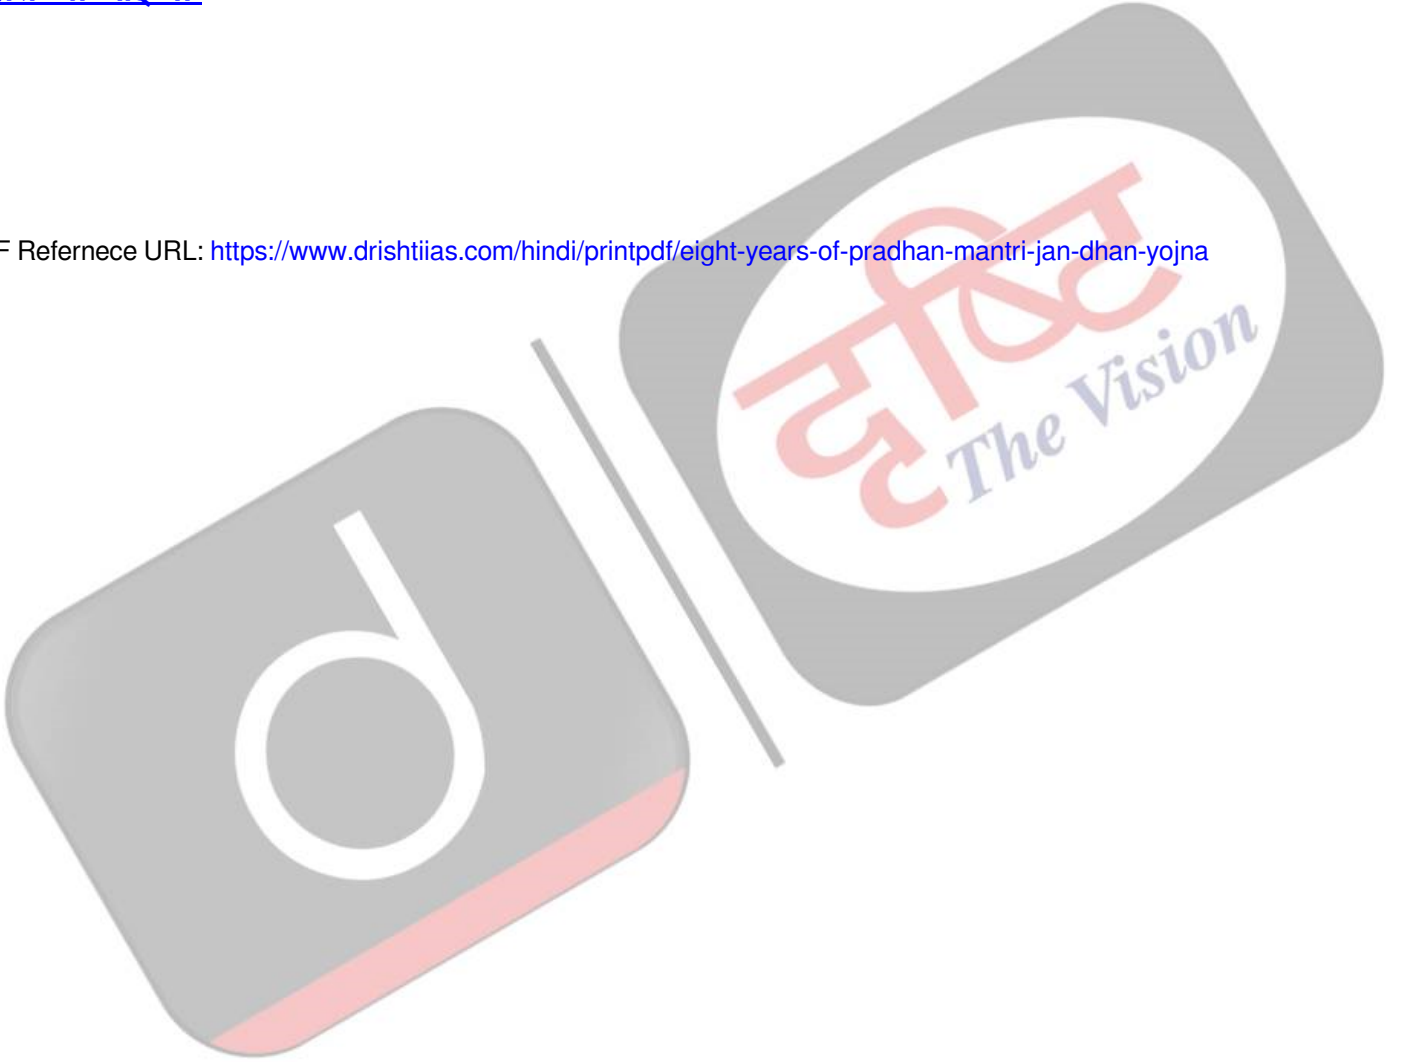 F Refernece URL: https://www.drishtiias.com/hindi/printpdf/eight-years-of-pradhan-mantri-jan-dhan-yojna
d
दृष्टि
The Vision